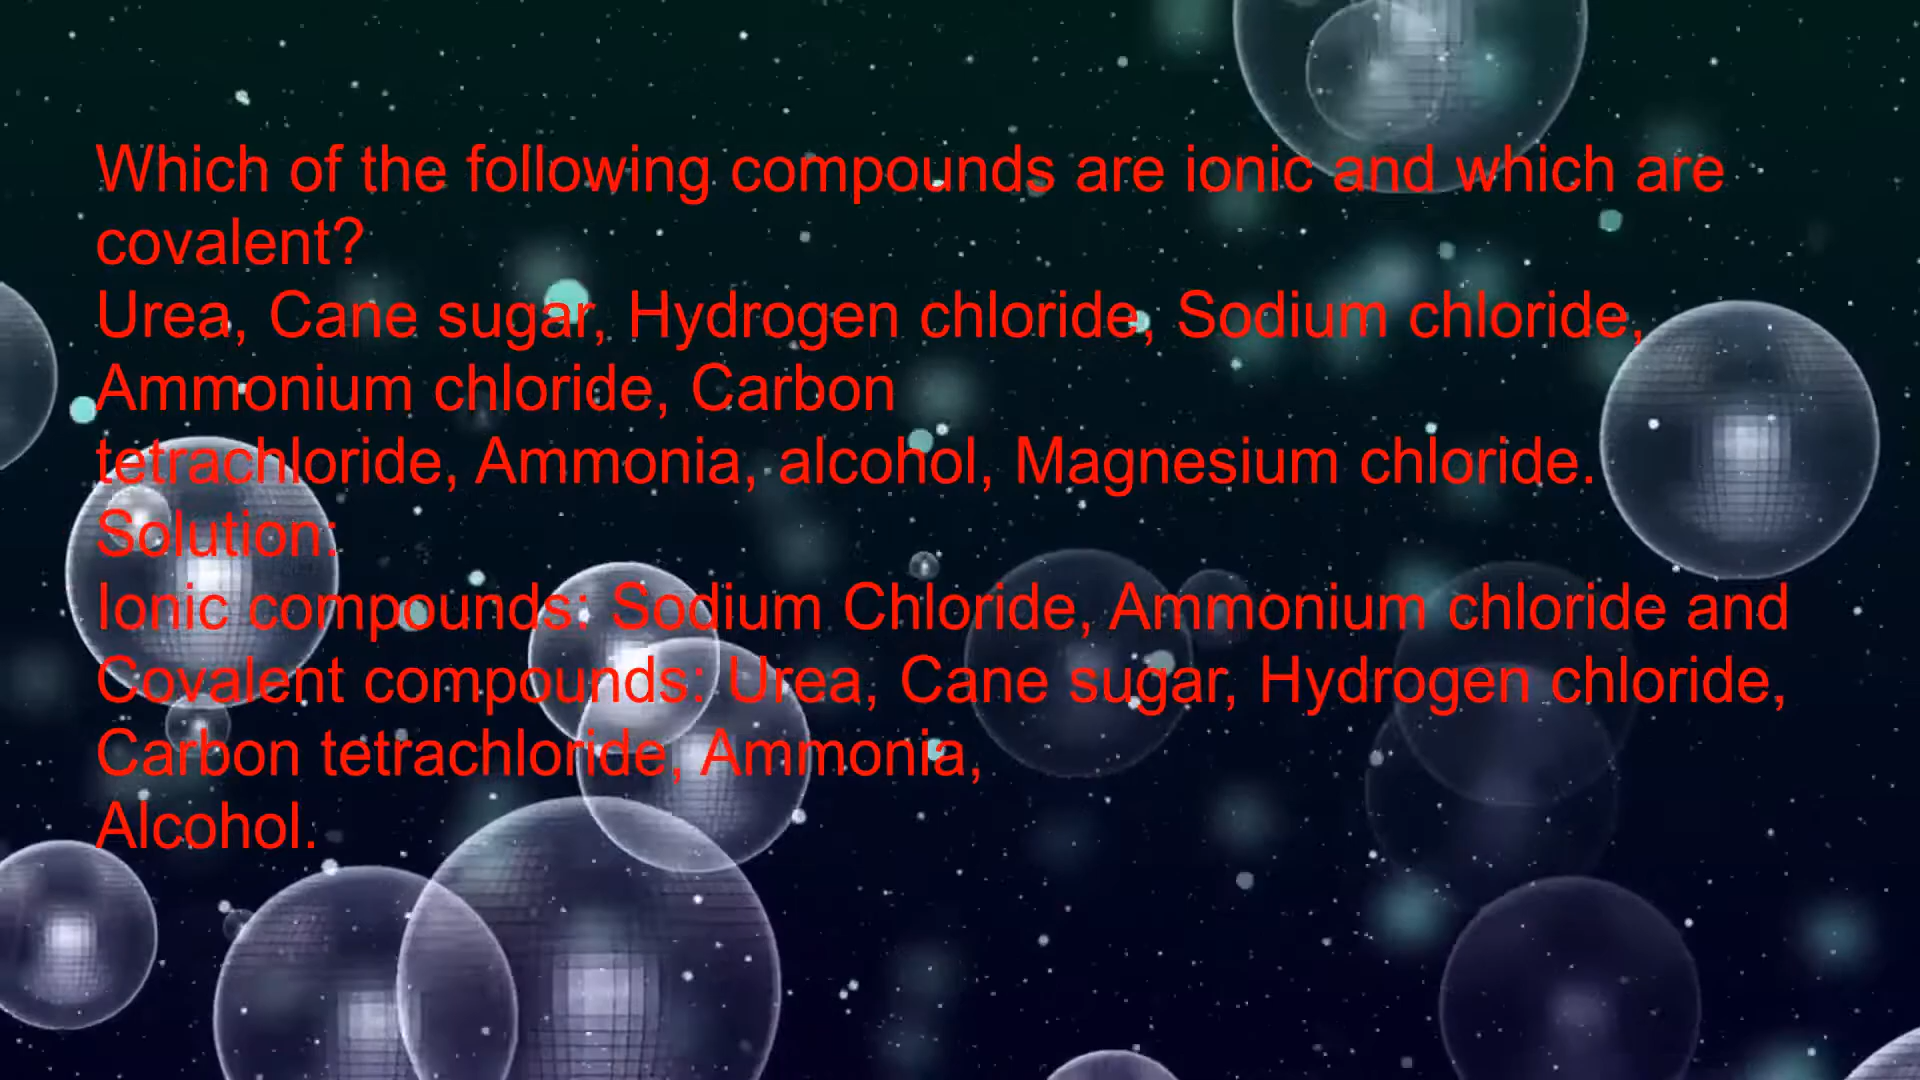 Which of the following compounds are ionic and which are
covalent?
Urea, Cane sugar, Hydrogen chloride, Sodium chloride,
Ammonium chloride, Carbon
tetrachloride, Ammonia, alcohol, Magnesium chloride.
Solution:
Ionic compounds: Sodium Chloride, Ammonium chloride and
Covalent compounds: Urea, Cane sugar, Hydrogen chloride,
Carbon tetrachloride, Ammonia,
Alcohol.